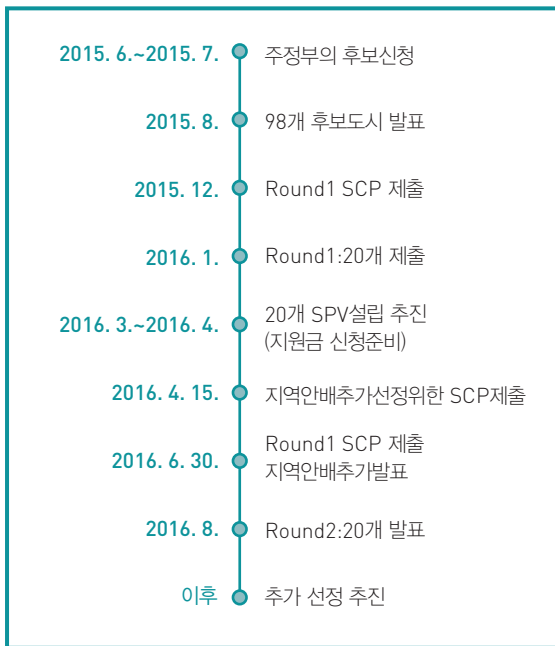 2015. 6.~2015. 7. 주정부의 후보신청
2015. 8. 98개 후보도시 발표
2015. 12. Round1 SCP 제출
2016. 1. Round1:20개 제출
2016. 3.~2016. 4. 20개 SPV설립 추진
(지원금 신청준비)
2016. 4. 15. 지역안배추가선정위한 SCP제출
2016. 6. 30. Round1 SCP 제출
지역안배추가발표
2016. 8. Round2:20개 발표
이후 추가 선정 추진